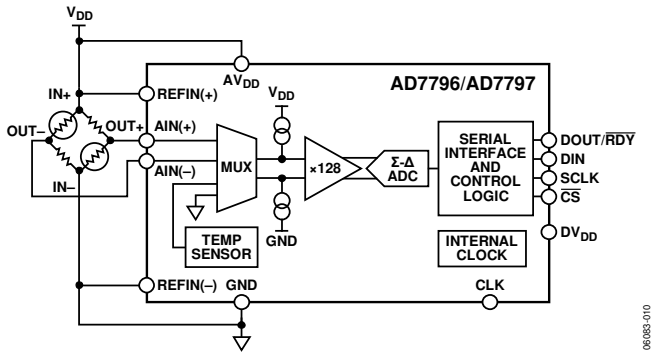 VDD
AVDD
AD7796/AD7797
IN+
REFIN(+)
VDD
OUT–
OUT+
AIN(+)
AIN(–)
IN–
MUX
×128
Σ-Δ
ADC
SERIAL
INTERFACE
AND
CONTROL
LOGIC
DOUT/RDY
DIN
SCLK
CS
TEMP
SENSOR
GND
INTERNAL
CLOCK
DVDD
REFIN(–)
GND
CLK
06083-010